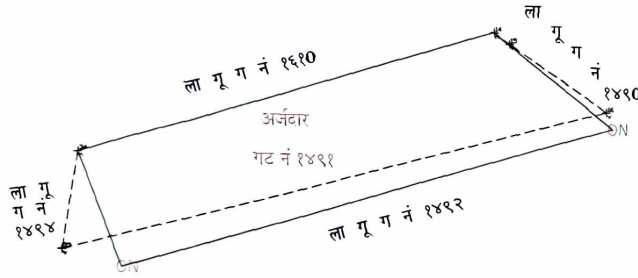 ला गू ग नं १४९०
ला गू ग नं १६१०
अर्जदार
गट नं १४९१
ला गू
ग नं
१४९४
ला गू ग नं १४९२
ON
ON